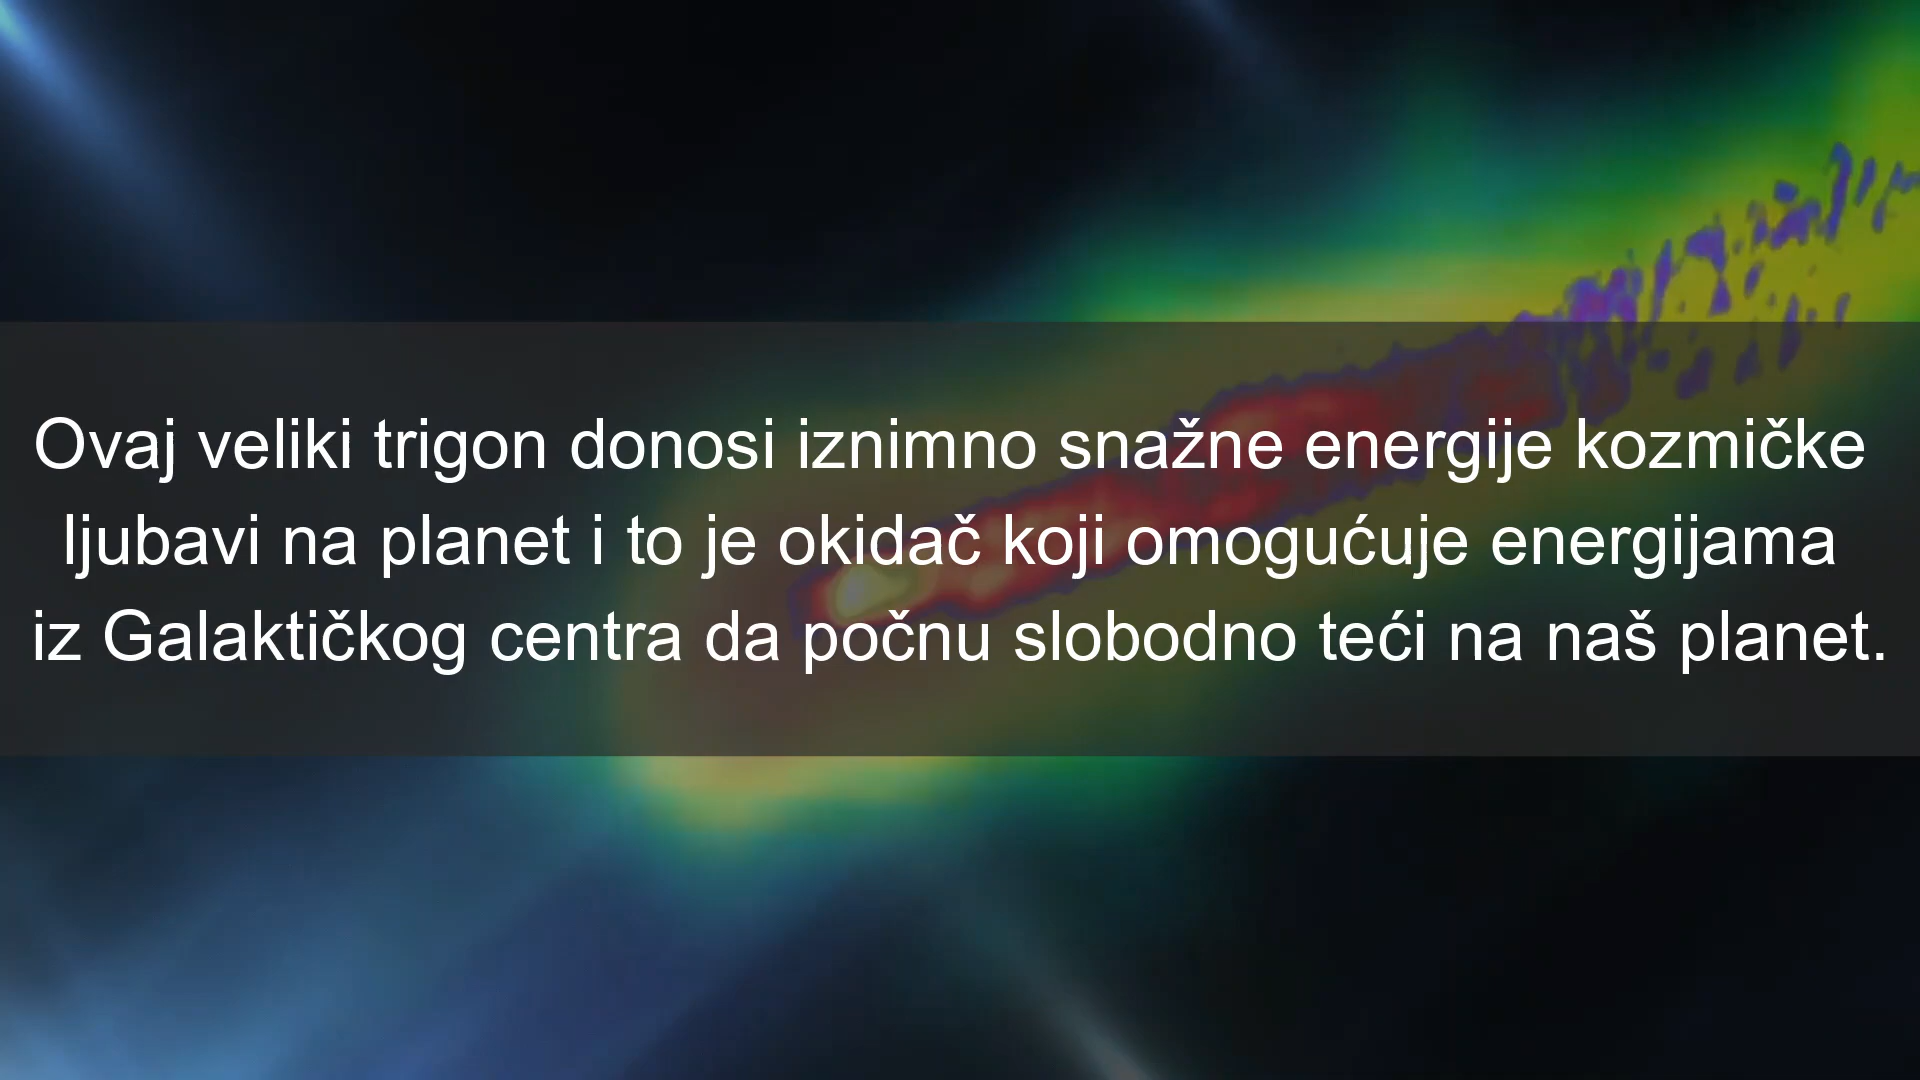 Ovaj veliki trigon donosi iznimno snažne energije kozmičke
ljubavi na planet i to je okidač koji omogućuje energijama
iz Galaktičkog centra da počnu slobodno teći na naš planet.